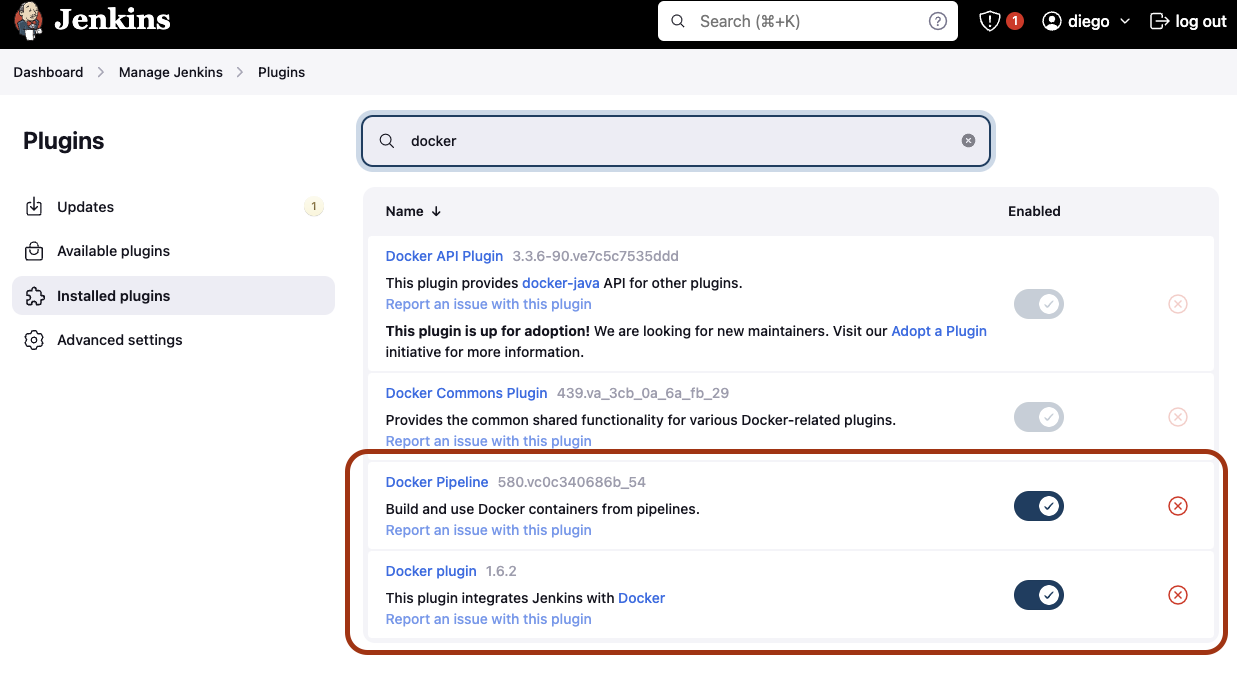 Jenkins
Search (⌘+K)
1
diego
log out
Dashboard
Manage Jenkins
Plugins
Plugins
Updates
1
Available plugins
Installed plugins
Advanced settings
docker
Name ↓
Enabled
Docker API Plugin 3.3.6-90.ve7c5c7535ddd
This plugin provides docker-java API for other plugins.
Report an issue with this plugin
This plugin is up for adoption! We are looking for new maintainers. Visit our Adopt a Plugin
initiative for more information.
Docker Commons Plugin 439.va_3cb_0a_6a_fb_29
Provides the common shared functionality for various Docker-related plugins.
Report an issue with this plugin
Docker Pipeline 580.vc0c340686b_54
Build and use Docker containers from pipelines.
Report an issue with this plugin
Docker plugin 1.6.2
This plugin integrates Jenkins with Docker
Report an issue with this plugin